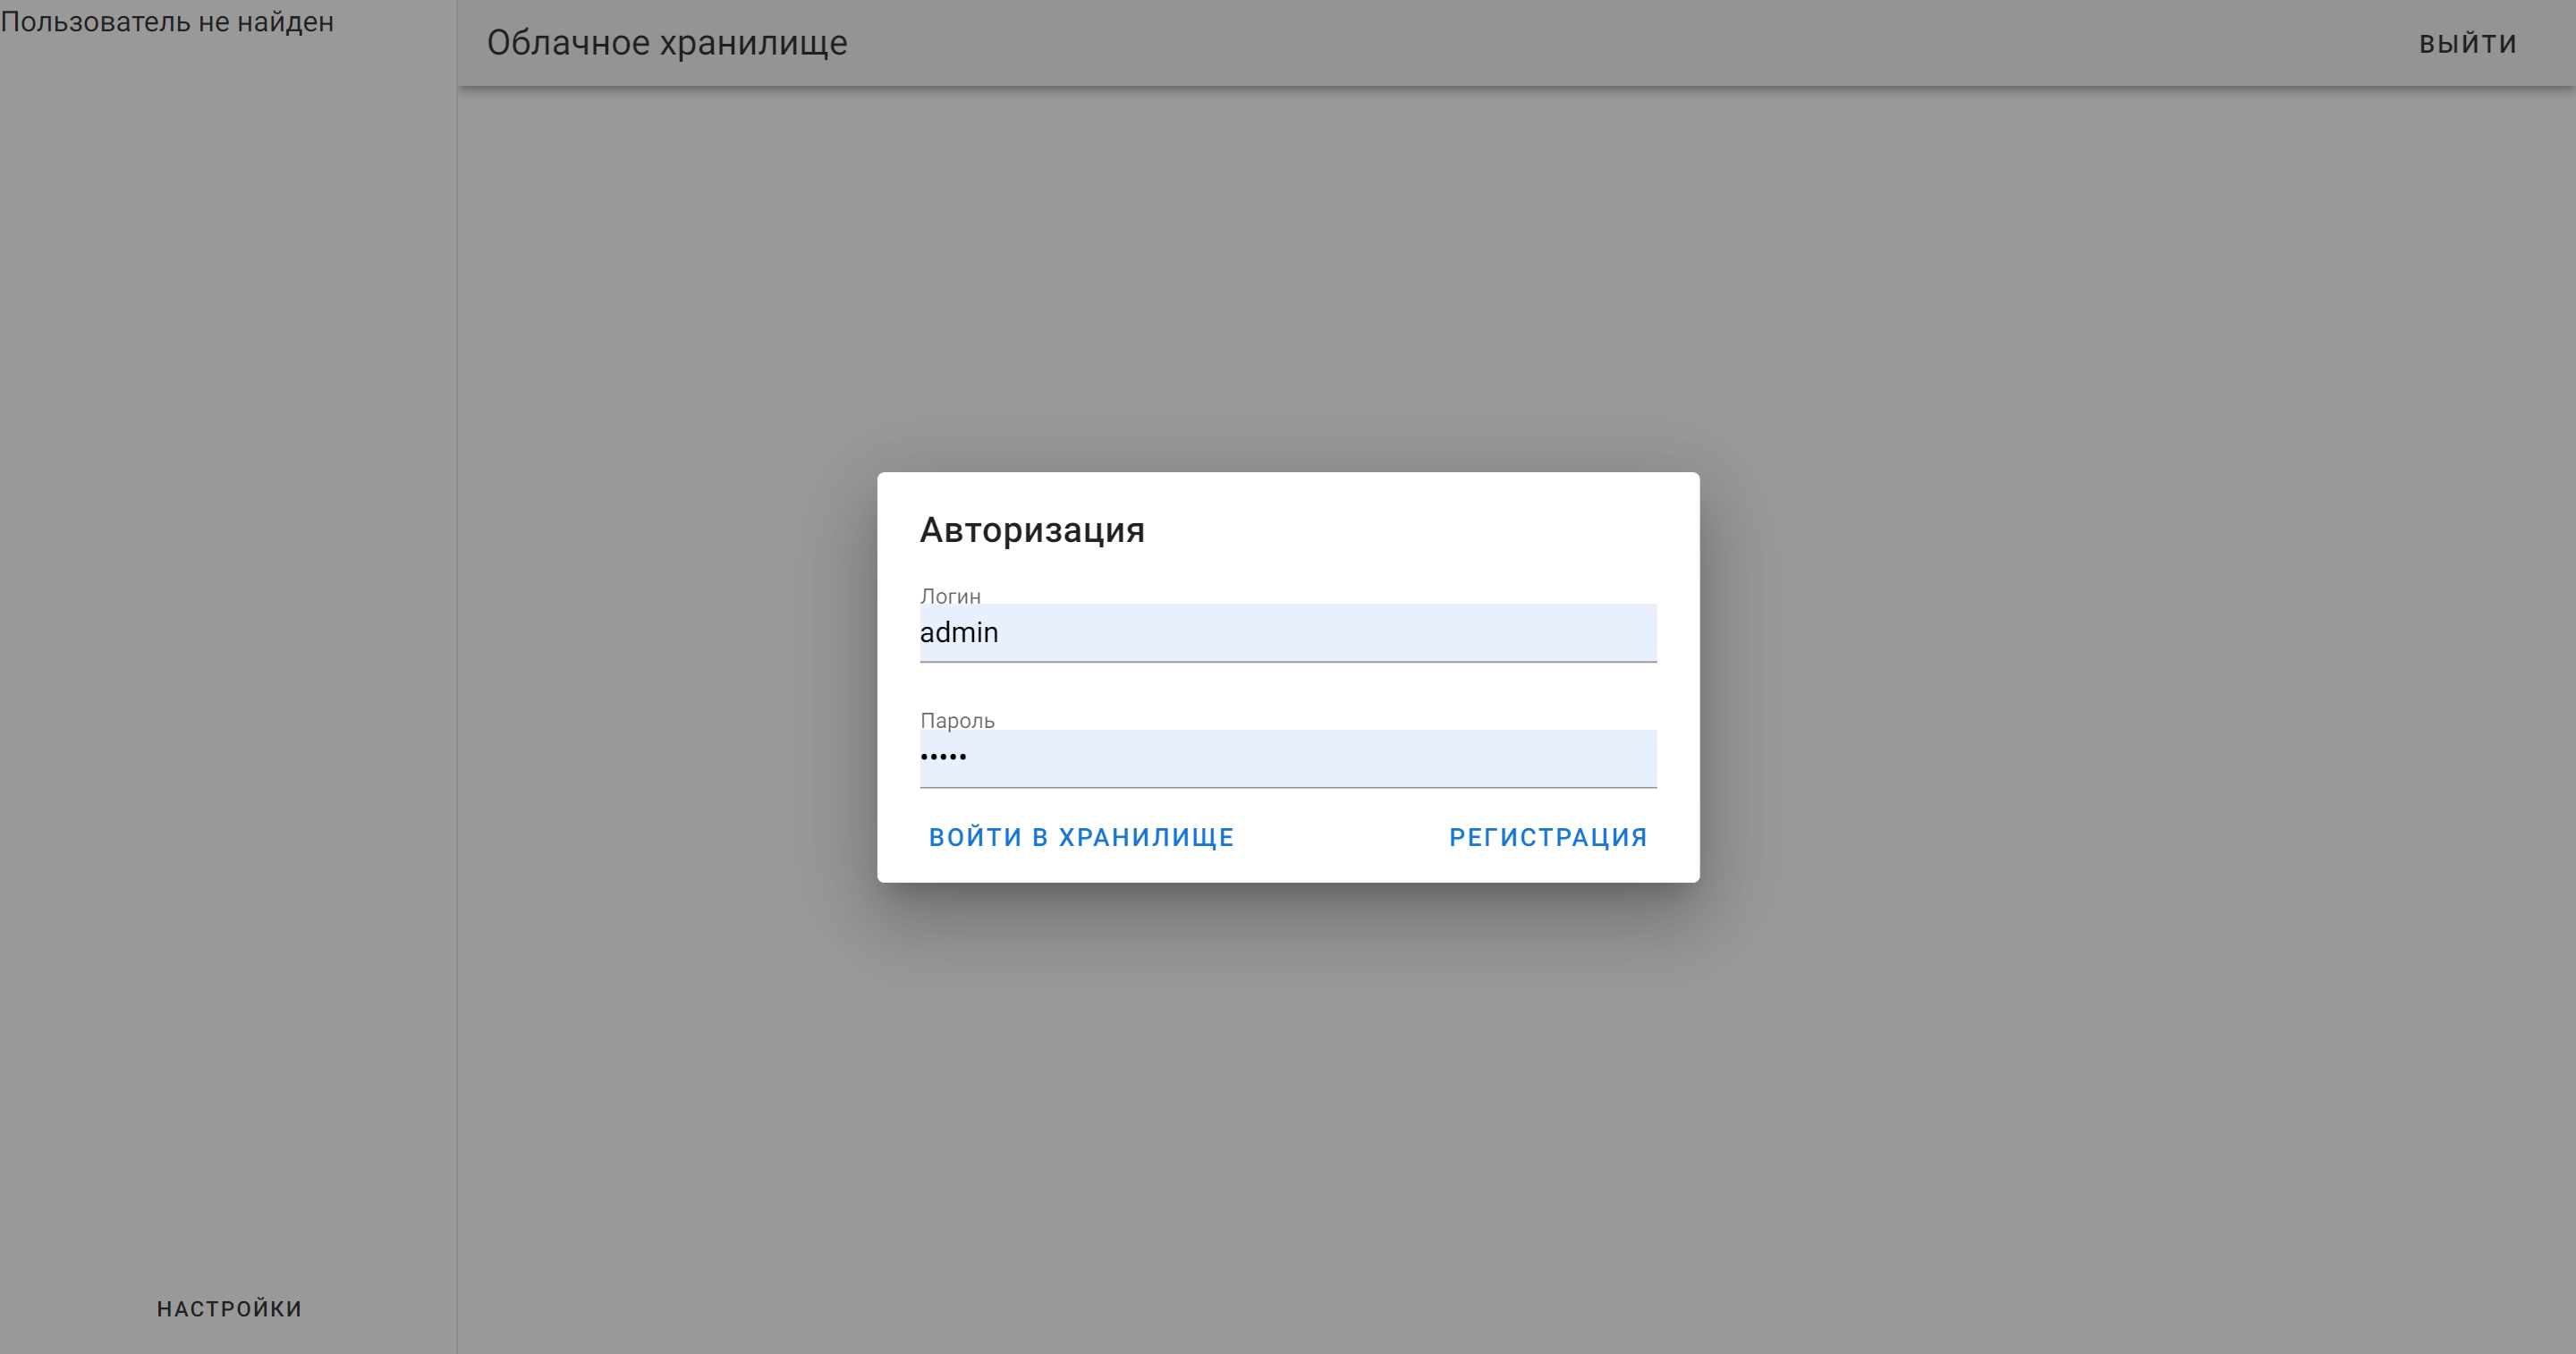 Пользователь не найден
Облачное хранилище
ВЫЙТИ
Авторизация
Логин
admin
Пароль
•••••
ВОЙТИ В ХРАНИЛИЩЕ
РЕГИСТРАЦИЯ
НАСТРОЙКИ